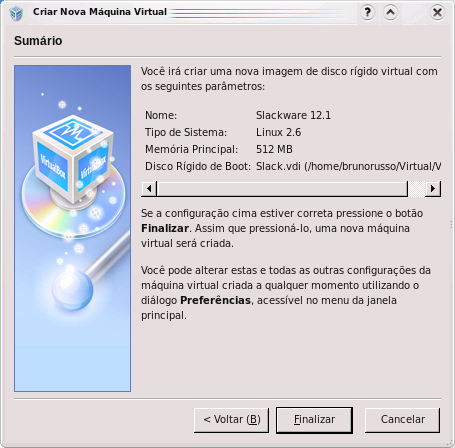 Criar Nova Máquina Virtual
Sumário
Você irá criar uma nova imagem de disco rígido virtual com
os seguintes parâmetros:
Nome: Slackware 12.1
Tipo de Sistema: Linux 2.6
Memória Principal: 512 MB
Disco Rígido de Boot: Slack.vdi (/home/brunorusso/Virtual/V
Se a configuração cima estiver correta pressione o botão
Finalizar. Assim que pressioná-lo, uma nova máquina
virtual será criada.
Você pode alterar estas e todas as outras configurações da
máquina virtual criada a qualquer momento utilizando o
diálogo Preferências, acessível no menu da janela
principal.
VirtualBox
VirtualBox
< Voltar (B)
Finalizar
Cancelar